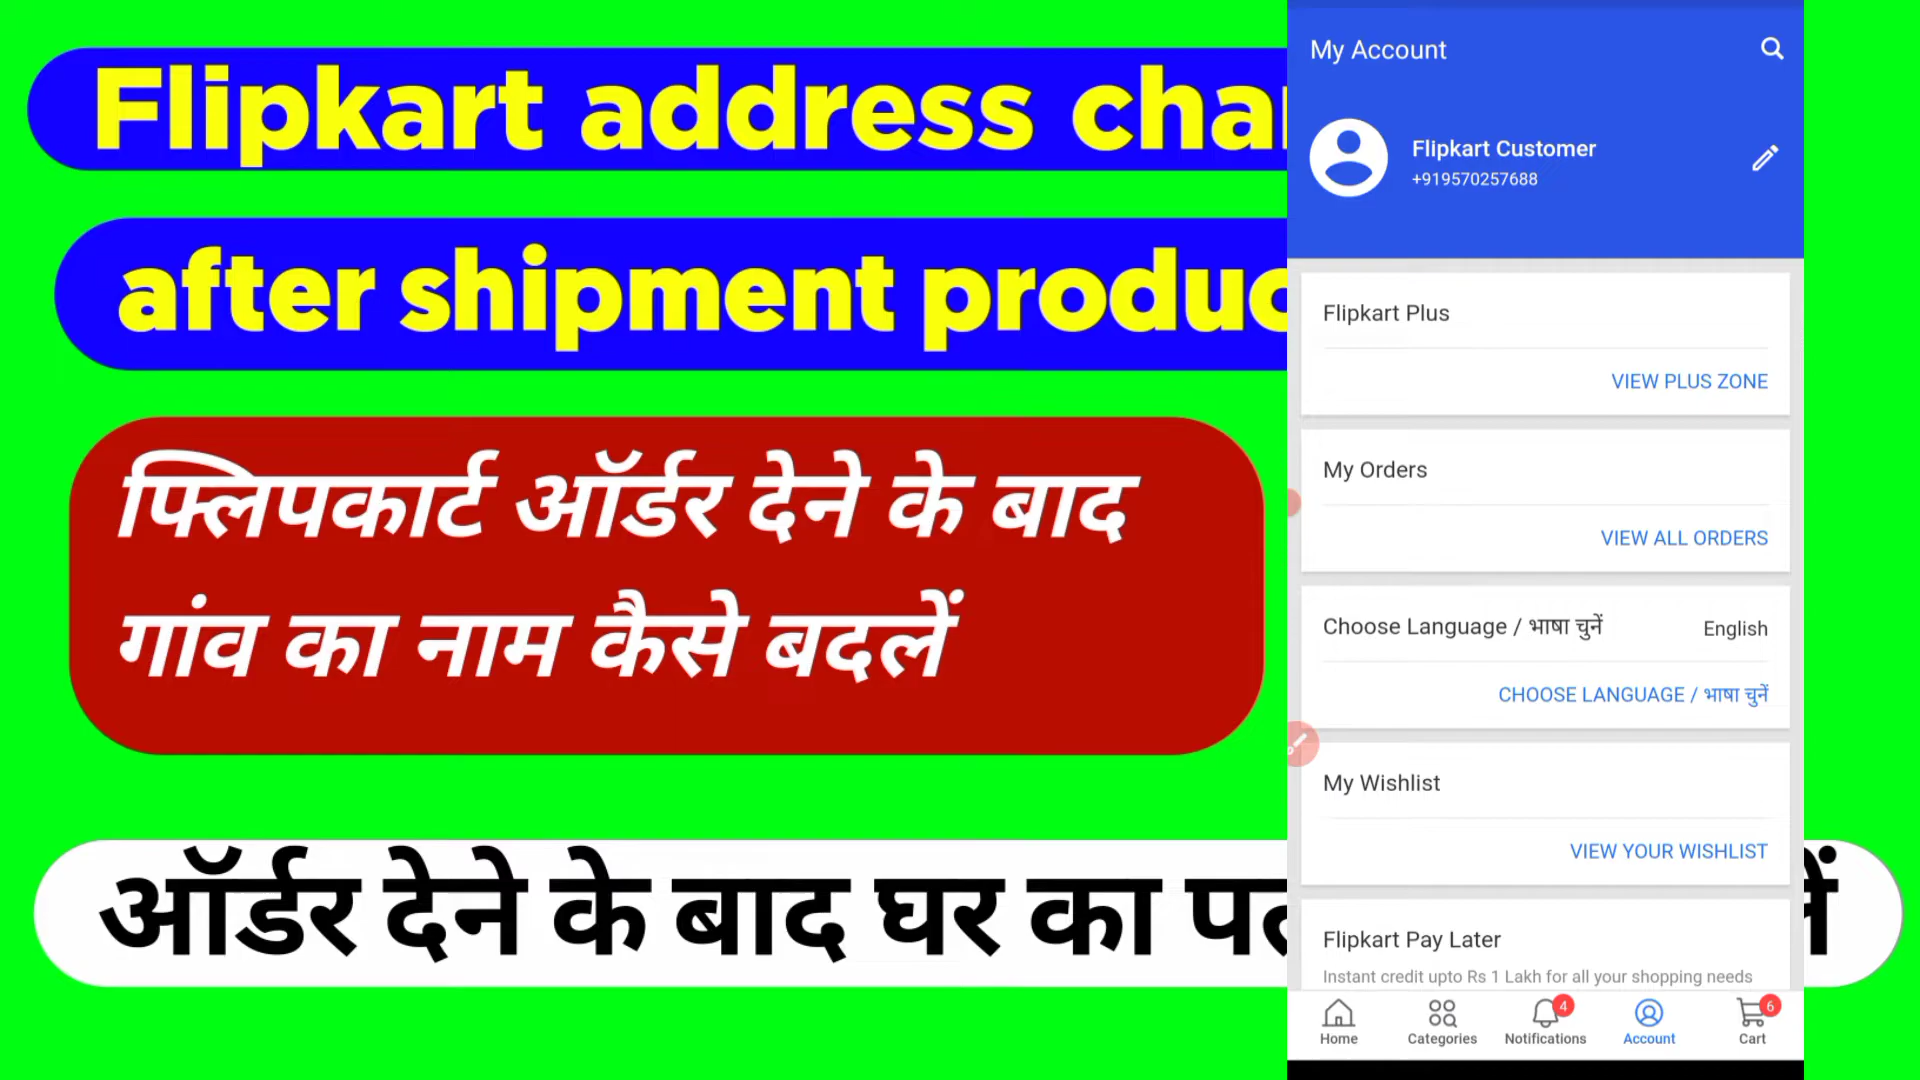 Flipkart address
after shipment
फ्लिपकार्ट ऑर्डर देने के बाद
गांव का नाम कैसे बदलें
ऑर्डर देने के बाद घर का
My Account
Flipkart Customer
+919570257688
Flipkart Plus
VIEW PLUS ZONE
My Orders
VIEW ALL ORDERS
Choose Language / भाषा चुनें English
CHOOSE LANGUAGE / भाषा चुनें
My Wishlist
VIEW YOUR WISHLIST
Flipkart Pay Later
Instant credit upto Rs 1 Lakh for all your shopping needs
4 6
Home Categories Notifications Account Cart